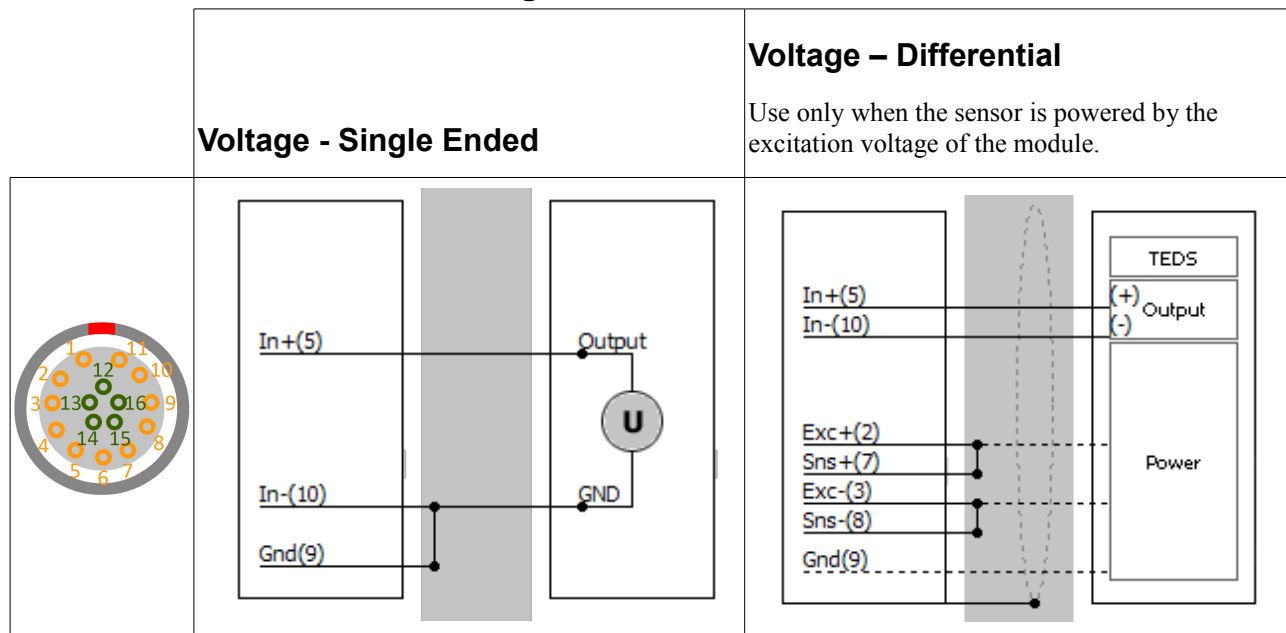 Voltage - Single Ended
Voltage – Differential
Use only when the sensor is powered by the
excitation voltage of the module.
1
11
2
12
10
3
13
16
9
4
14
15
8
5
6
7
In+(5)
Output
U
In-(10)
GND
Gnd(9)
TEDS
In+(5)
(+)
Output
In-(10)
(-)
Exc+(2)
Sns+(7)
Power
Exc-(3)
Sns-(8)
Gnd(9)